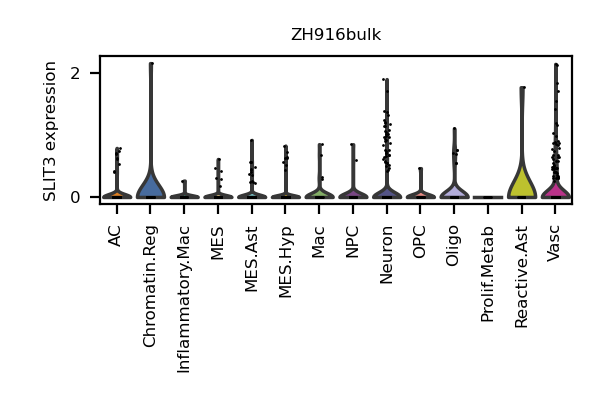 ZH916bulk
SLIT3 expression
2
0
AC
Chromatin.Reg
Inflammatory.Mac
MES
MES.Ast
MES.Hyp
Mac
NPC
Neuron
OPC
Oligo
Prolif.Metab
Reactive.Ast
Vasc